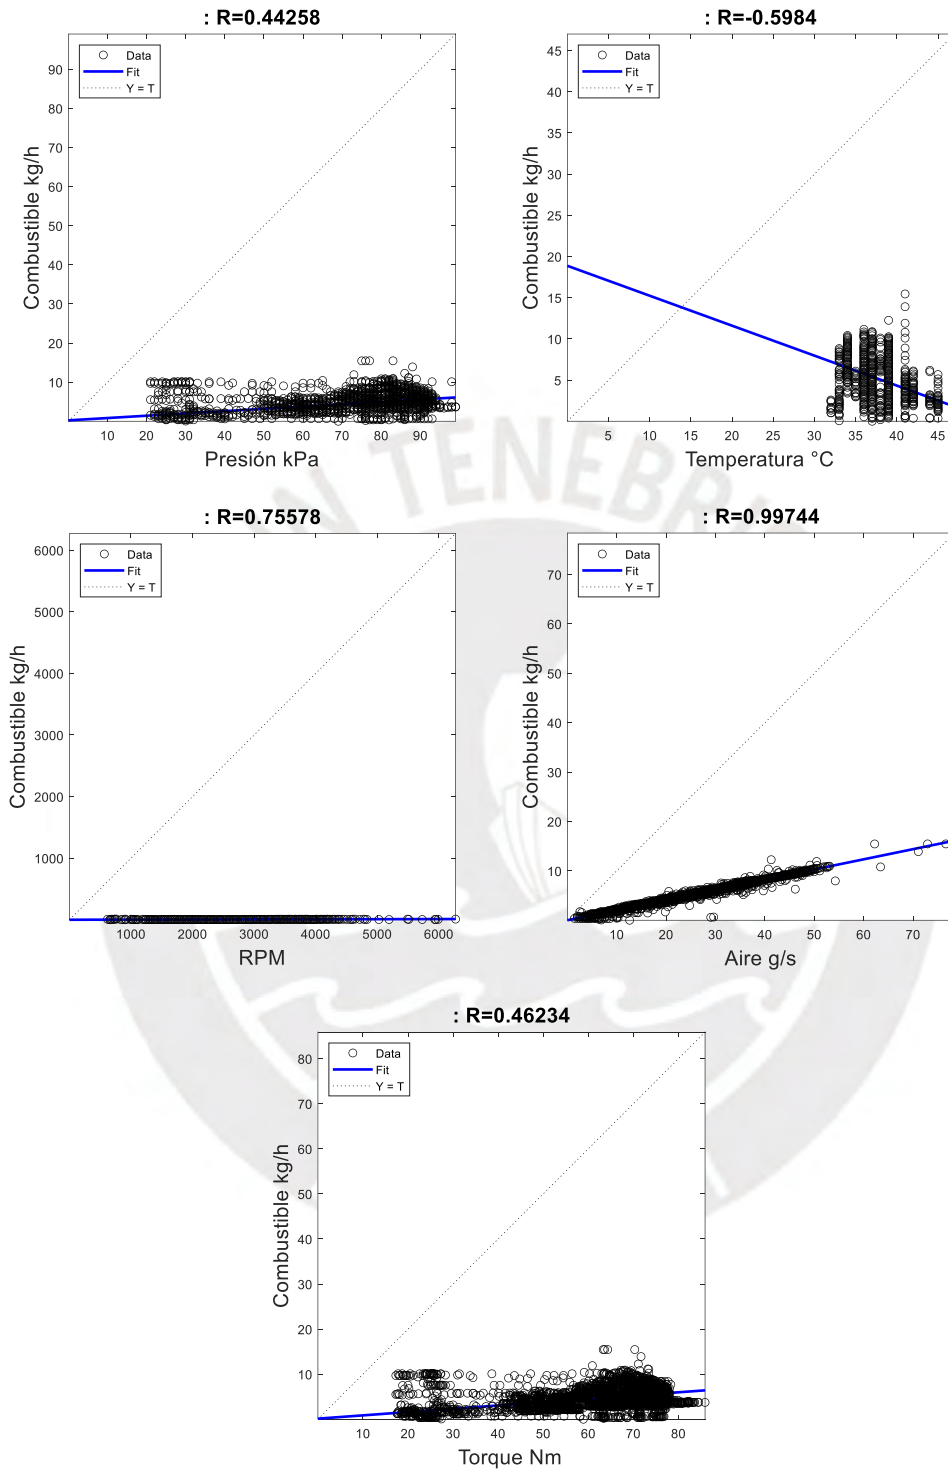 : R=0.44258
Data
Fit
Y = T
90
80
70
60
50
40
30
20
10
Combustible kg/h
10 20 30 40 50 60 70 80 90
Presión kPa
: R=-0.5984
Data
Fit
Y = T
45
40
35
30
25
20
15
10
5
Combustible kg/h
5 10 15 20 25 30 35 40 45
Temperatura °C
EN TENEBRIS
: R=0.75578
Data
Fit
Y = T
6000
5000
4000
3000
2000
1000
Combustible kg/h
1000 2000 3000 4000 5000 6000
RPM
: R=0.99744
Data
Fit
Y = T
70
60
50
40
30
20
10
Combustible kg/h
10 20 30 40 50 60 70
Aire g/s
: R=0.46234
Data
Fit
Y = T
80
70
60
50
40
30
20
10
Combustible kg/h
10 20 30 40 50 60 70 80
Torque Nm